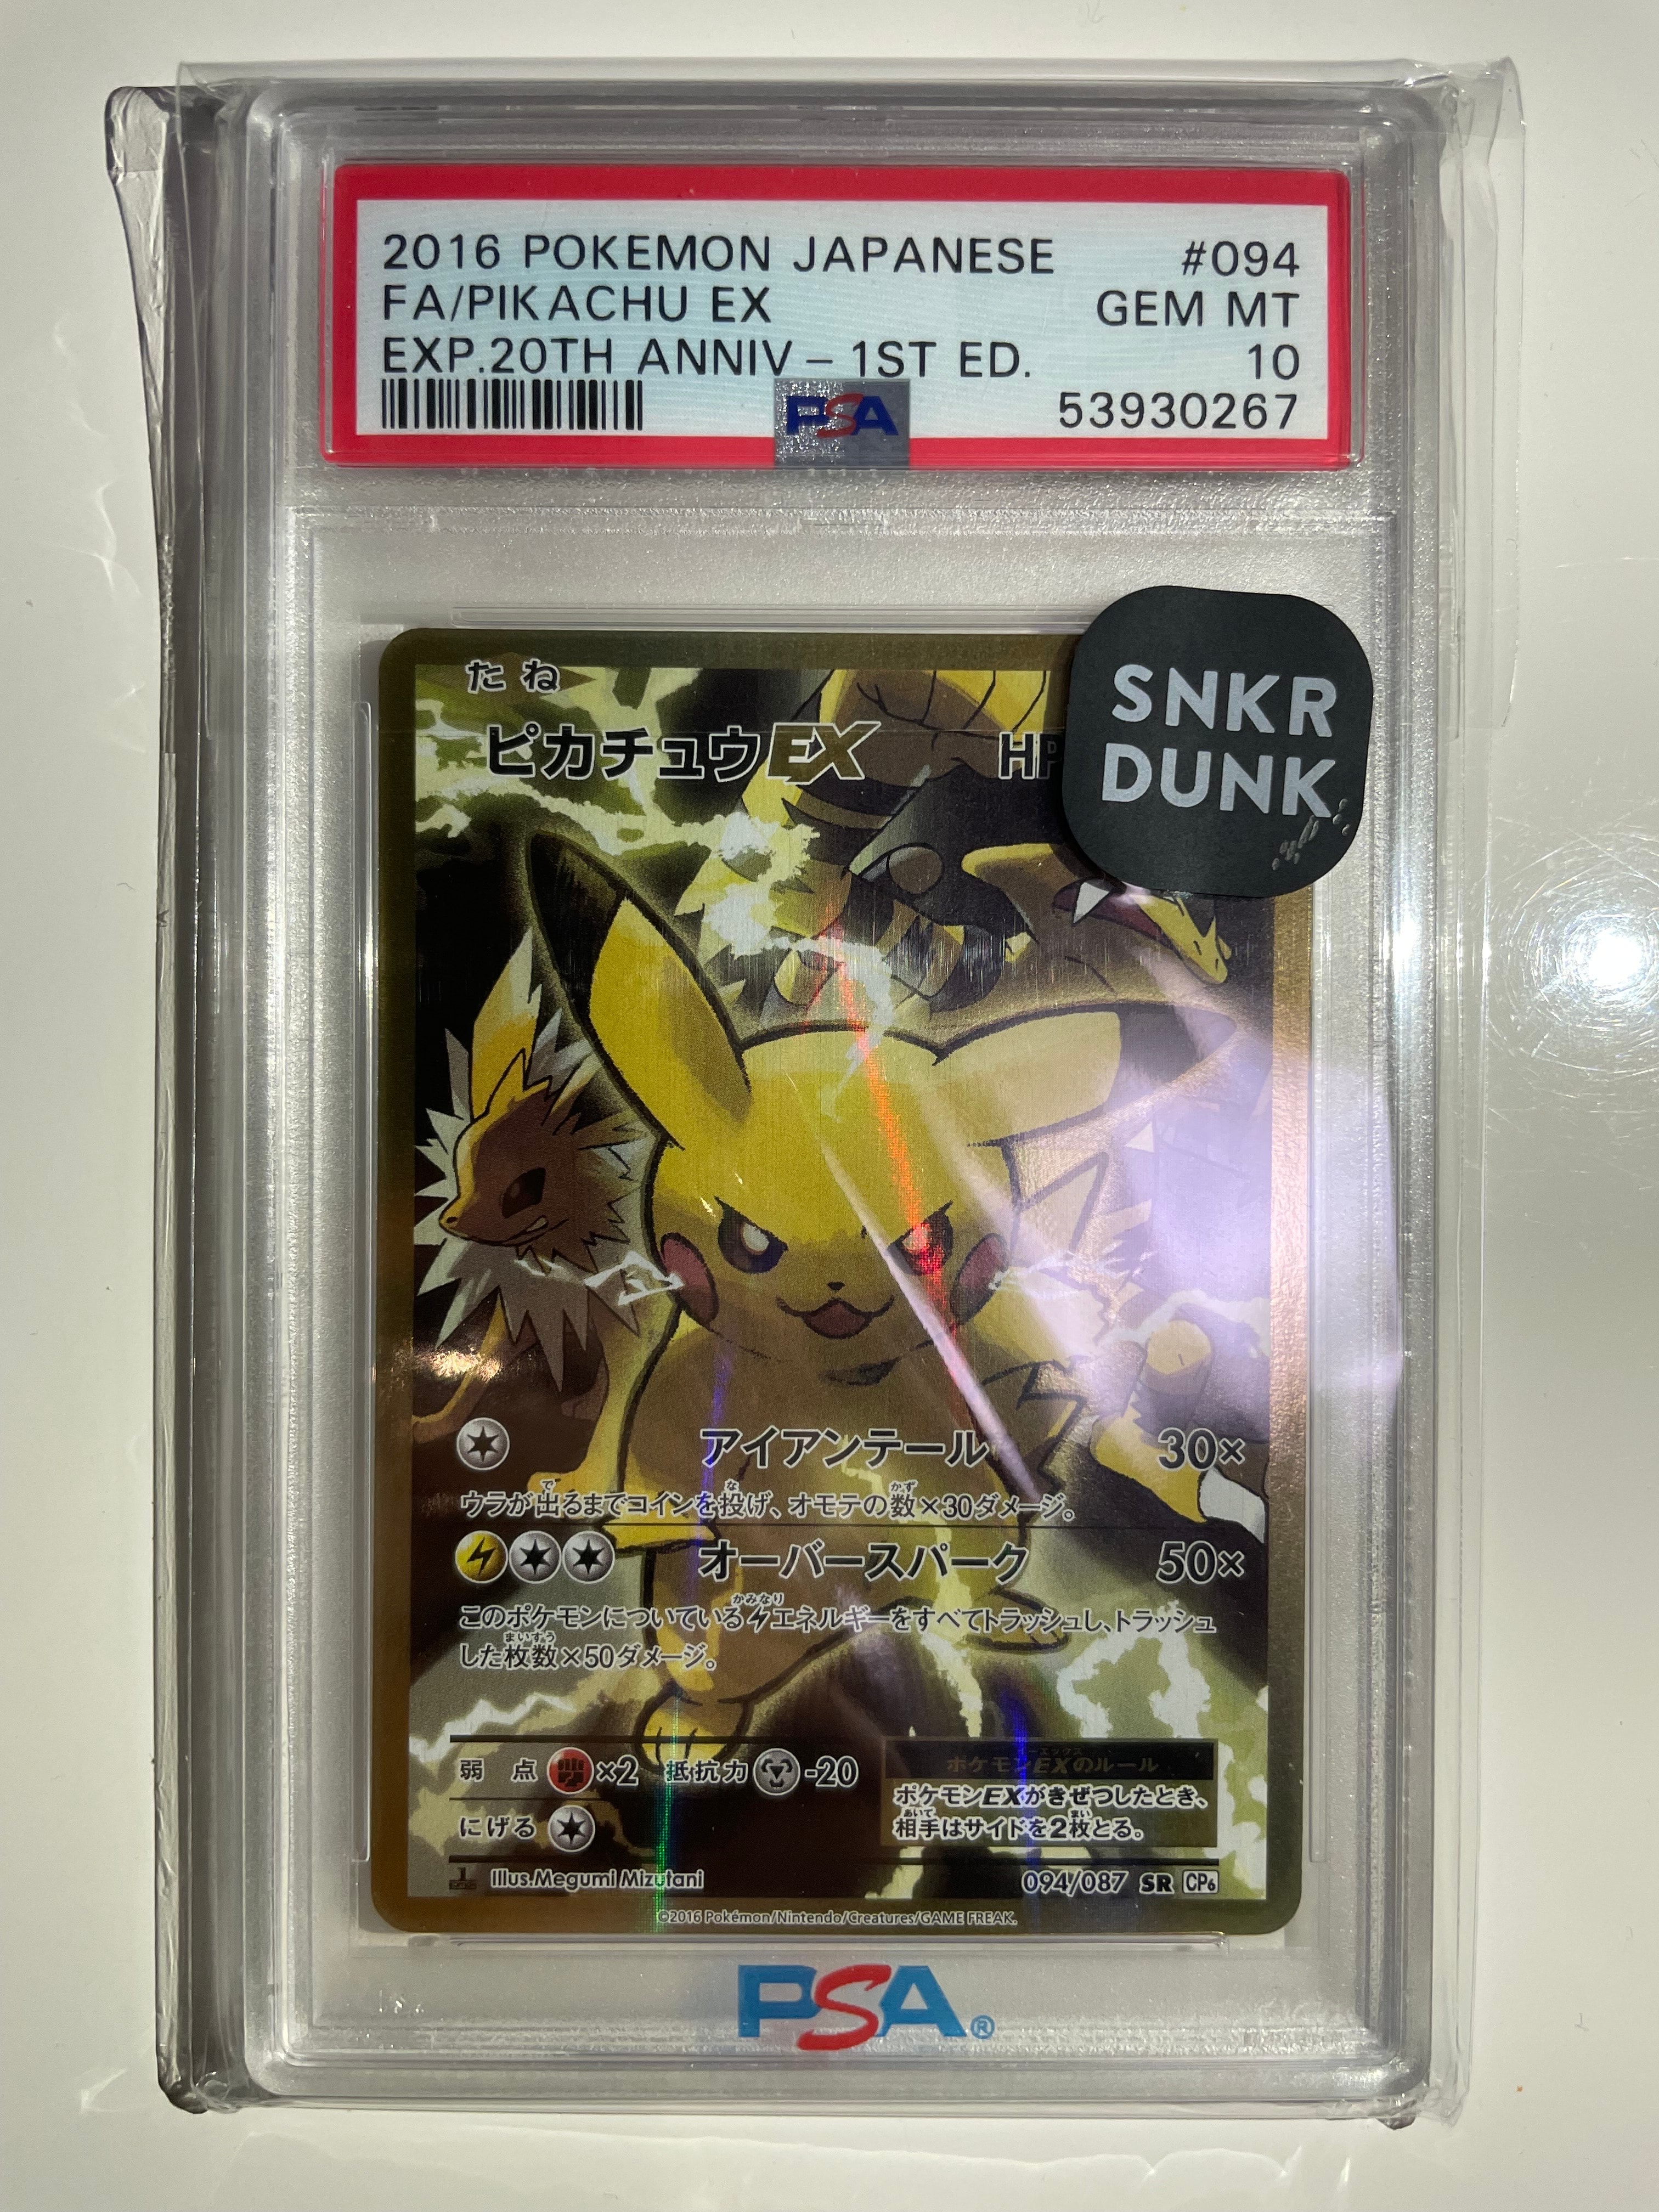 2016 POKEMON JAPANESE #094
FA/PIKACHU EX GEM MT
EXP.20TH ANNIV – 1ST ED. 10
PSA 53930267
SNKR
DUNK
たね
ピカチュウEX HP
アイアンテール 30×
ウラが出るまでコインを投げ、オモテの数×30ダメージ。
オーバースパーク 50×
このポケモンについているエネルギーをすべてトラッシュし、トラッシュ
した枚数×50ダメージ。
弱点 ×2 抵抗力 -20
にげる
ポケモンEXのルール
ポケモンEXがきぜつしたとき、
相手はサイドを2枚とる。
Illus.Megumi Mizutani 094/087 SR CP6
©2016 Pokémon/Nintendo/Creatures/GAME FREAK.
PSA®